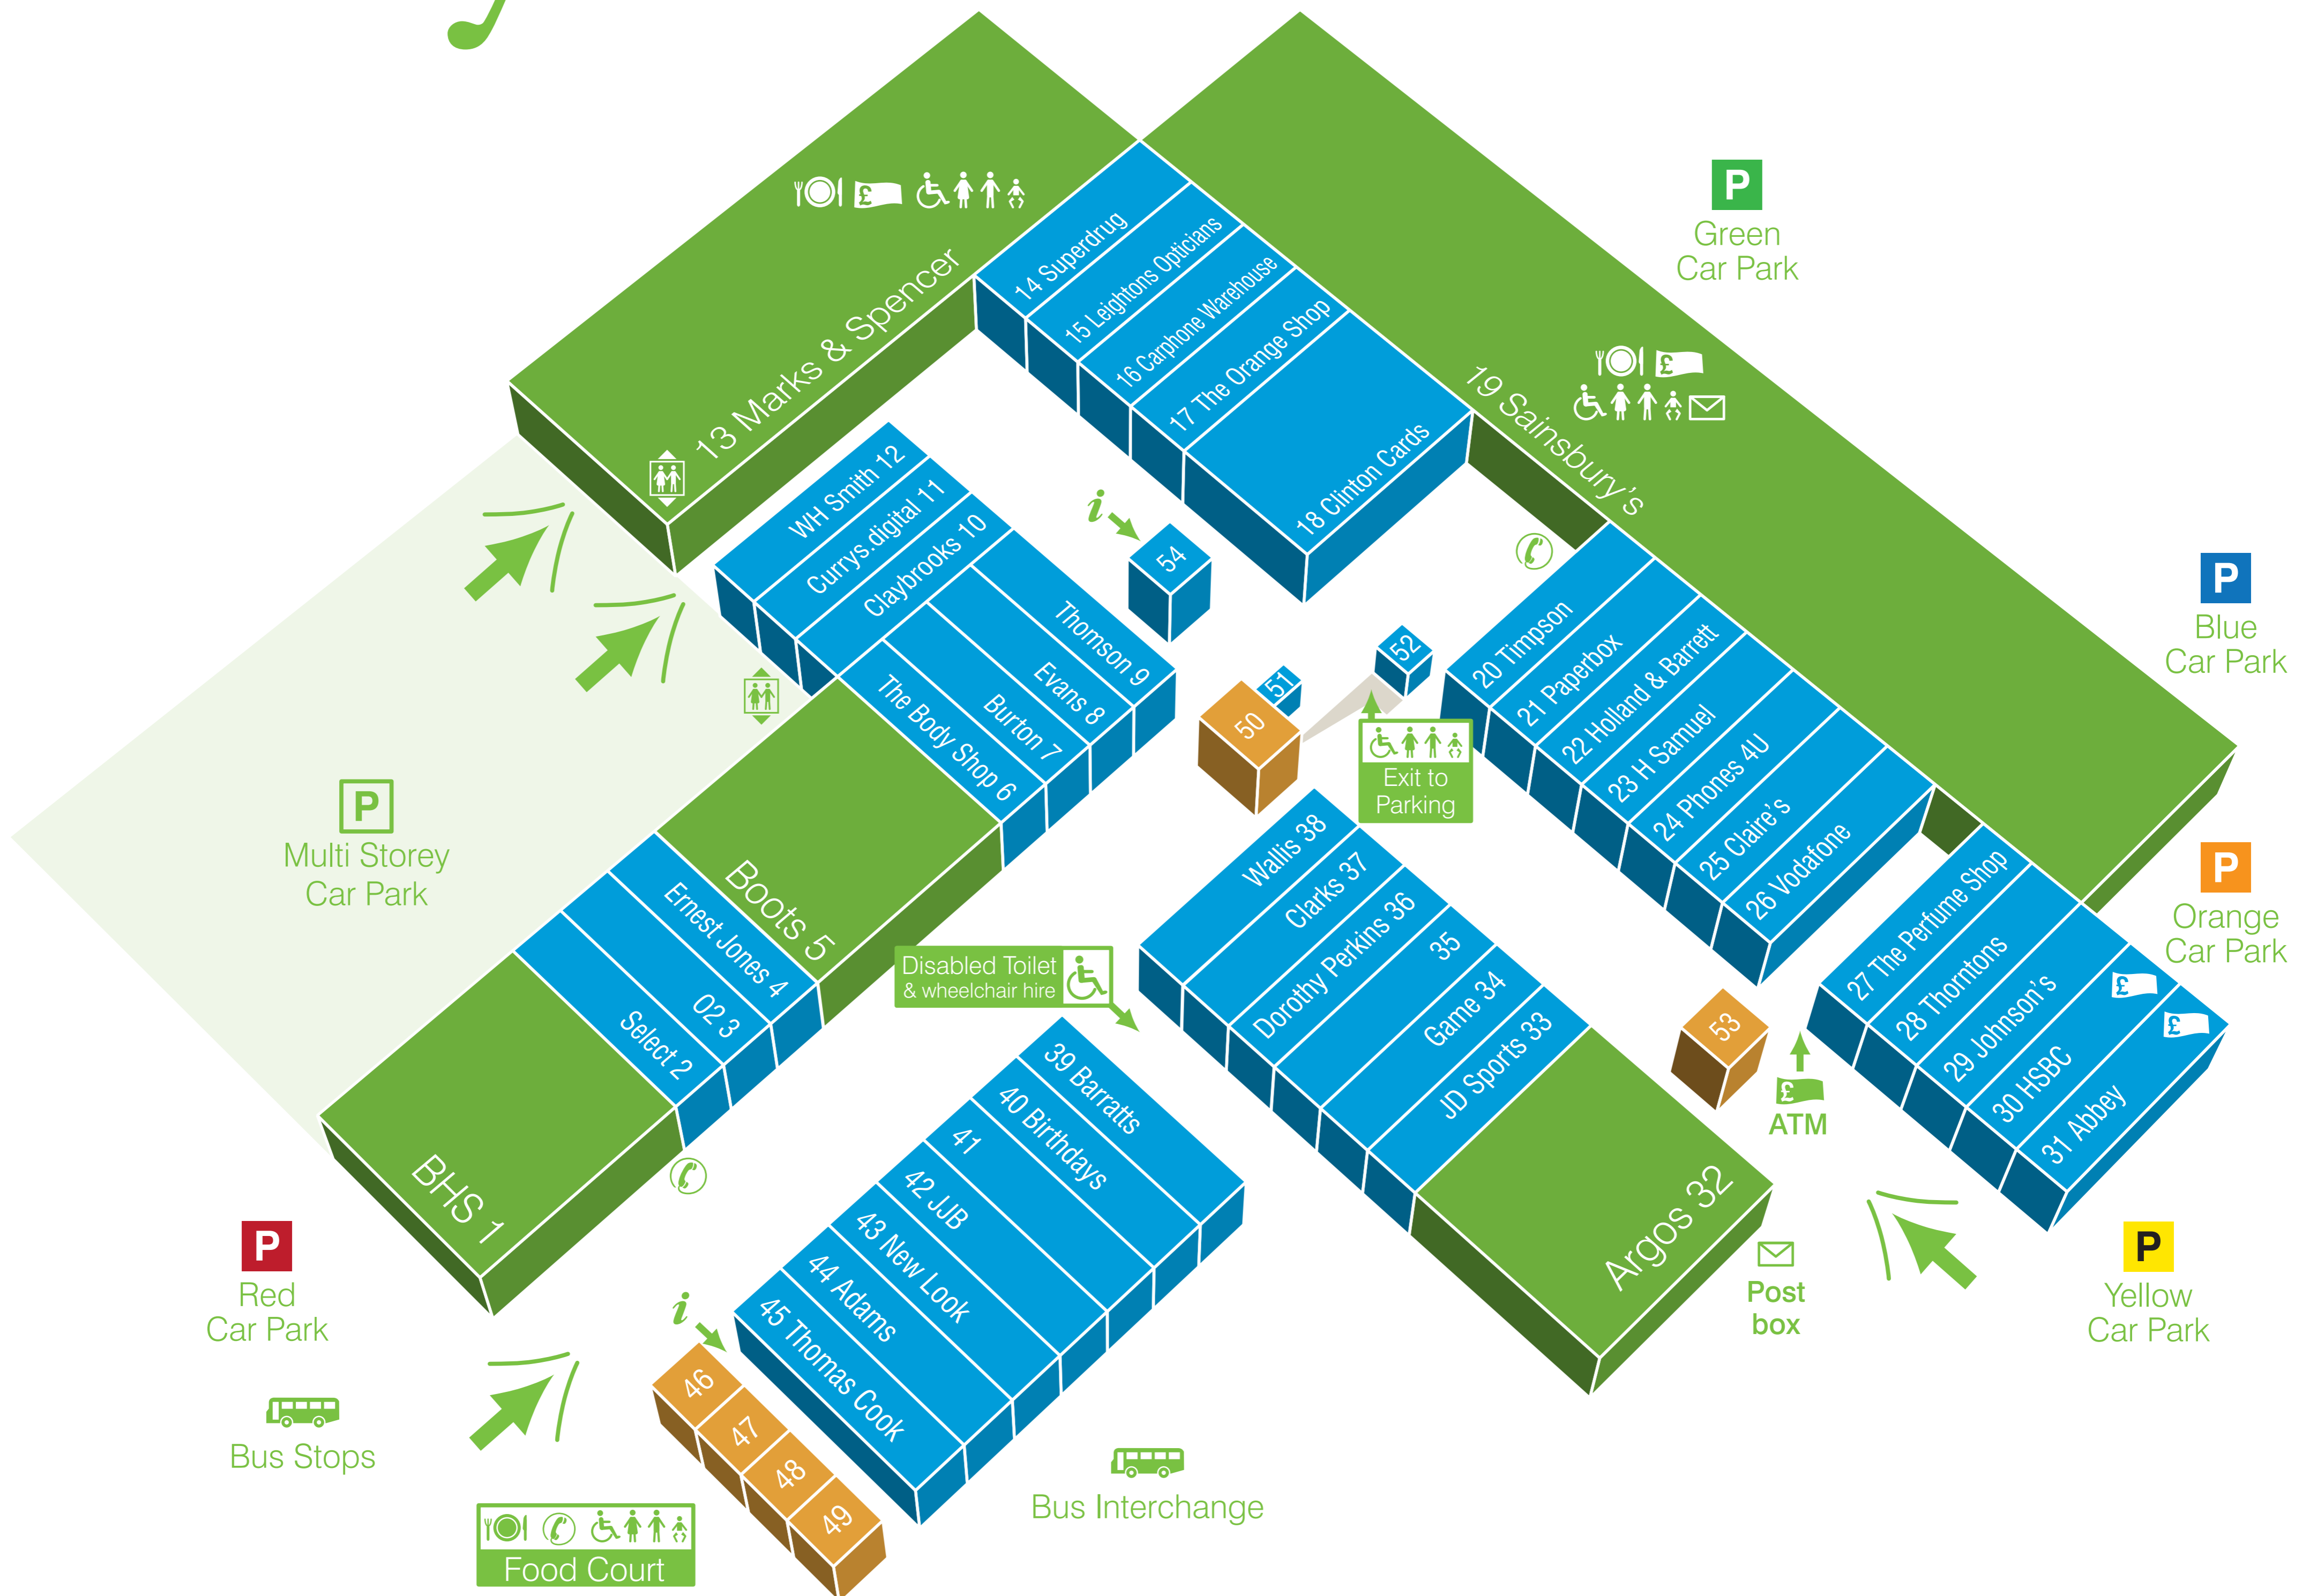 13 Marks & Spencer
14 Superdrug
15 Leightons Opticians
16 Carphone Warehouse
17 The Orange Shop
18 Clinton Cards
19 Sainsbury's
P
Green
Car Park
P
Blue
Car Park
P
Orange
Car Park
P
Yellow
Car Park
WH Smith 12
Currys.digital 11
Claybrooks 10
Thomson 9
Evans 8
Burton 7
The Body Shop 6
Boots 5
Ernest Jones 4
O2 3
Select 2
BHS 1
i
54
52
51
50
Exit to
Parking
20 Timpson
21 Paperbox
22 Holland & Barrett
23 H Samuel
24 Phones 4U
25 Claire's
26 Vodafone
27 The Perfume Shop
28 Thorntons
29 Johnson's
30 HSBC
31 Abbey
£
£
£
£
53
£
ATM
Wallis 38
Clarks 37
Dorothy Perkins 36
35
Game 34
JD Sports 33
Argos 32
Post
box
Disabled Toilet
& wheelchair hire
39 Barratts
40 Birthdays
41
42 JJB
43 New Look
44 Adams
45 Thomas Cook
i
46
47
48
49
P
Multi Storey
Car Park
P
Red
Car Park
Bus Stops
Food Court
Bus Interchange